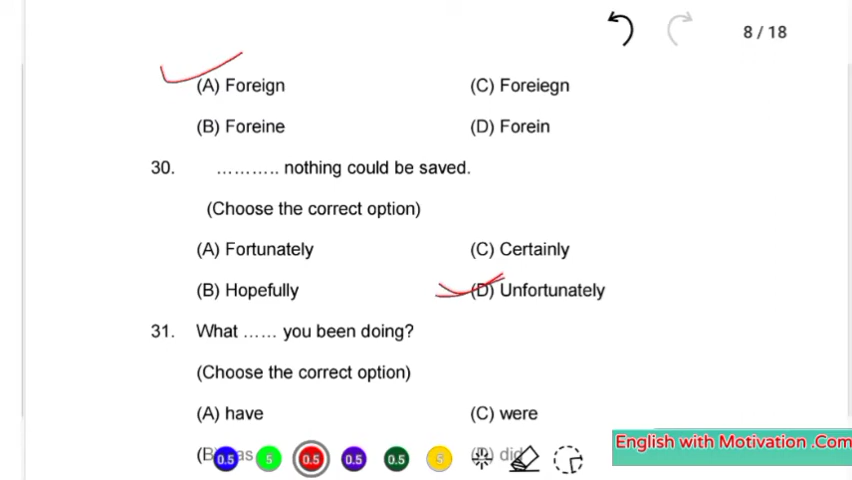 8 / 18
(A) Foreign (C) Foreiegn
(B) Foreine (D) Forein
30. ........... nothing could be saved.
(Choose the correct option)
(A) Fortunately (C) Certainly
(B) Hopefully (D) Unfortunately
31. What ...... you been doing?
(Choose the correct option)
(A) have (C) were
English with Motivation .Com
(B as did
0.5 5 0.5 0.5 0.5 5